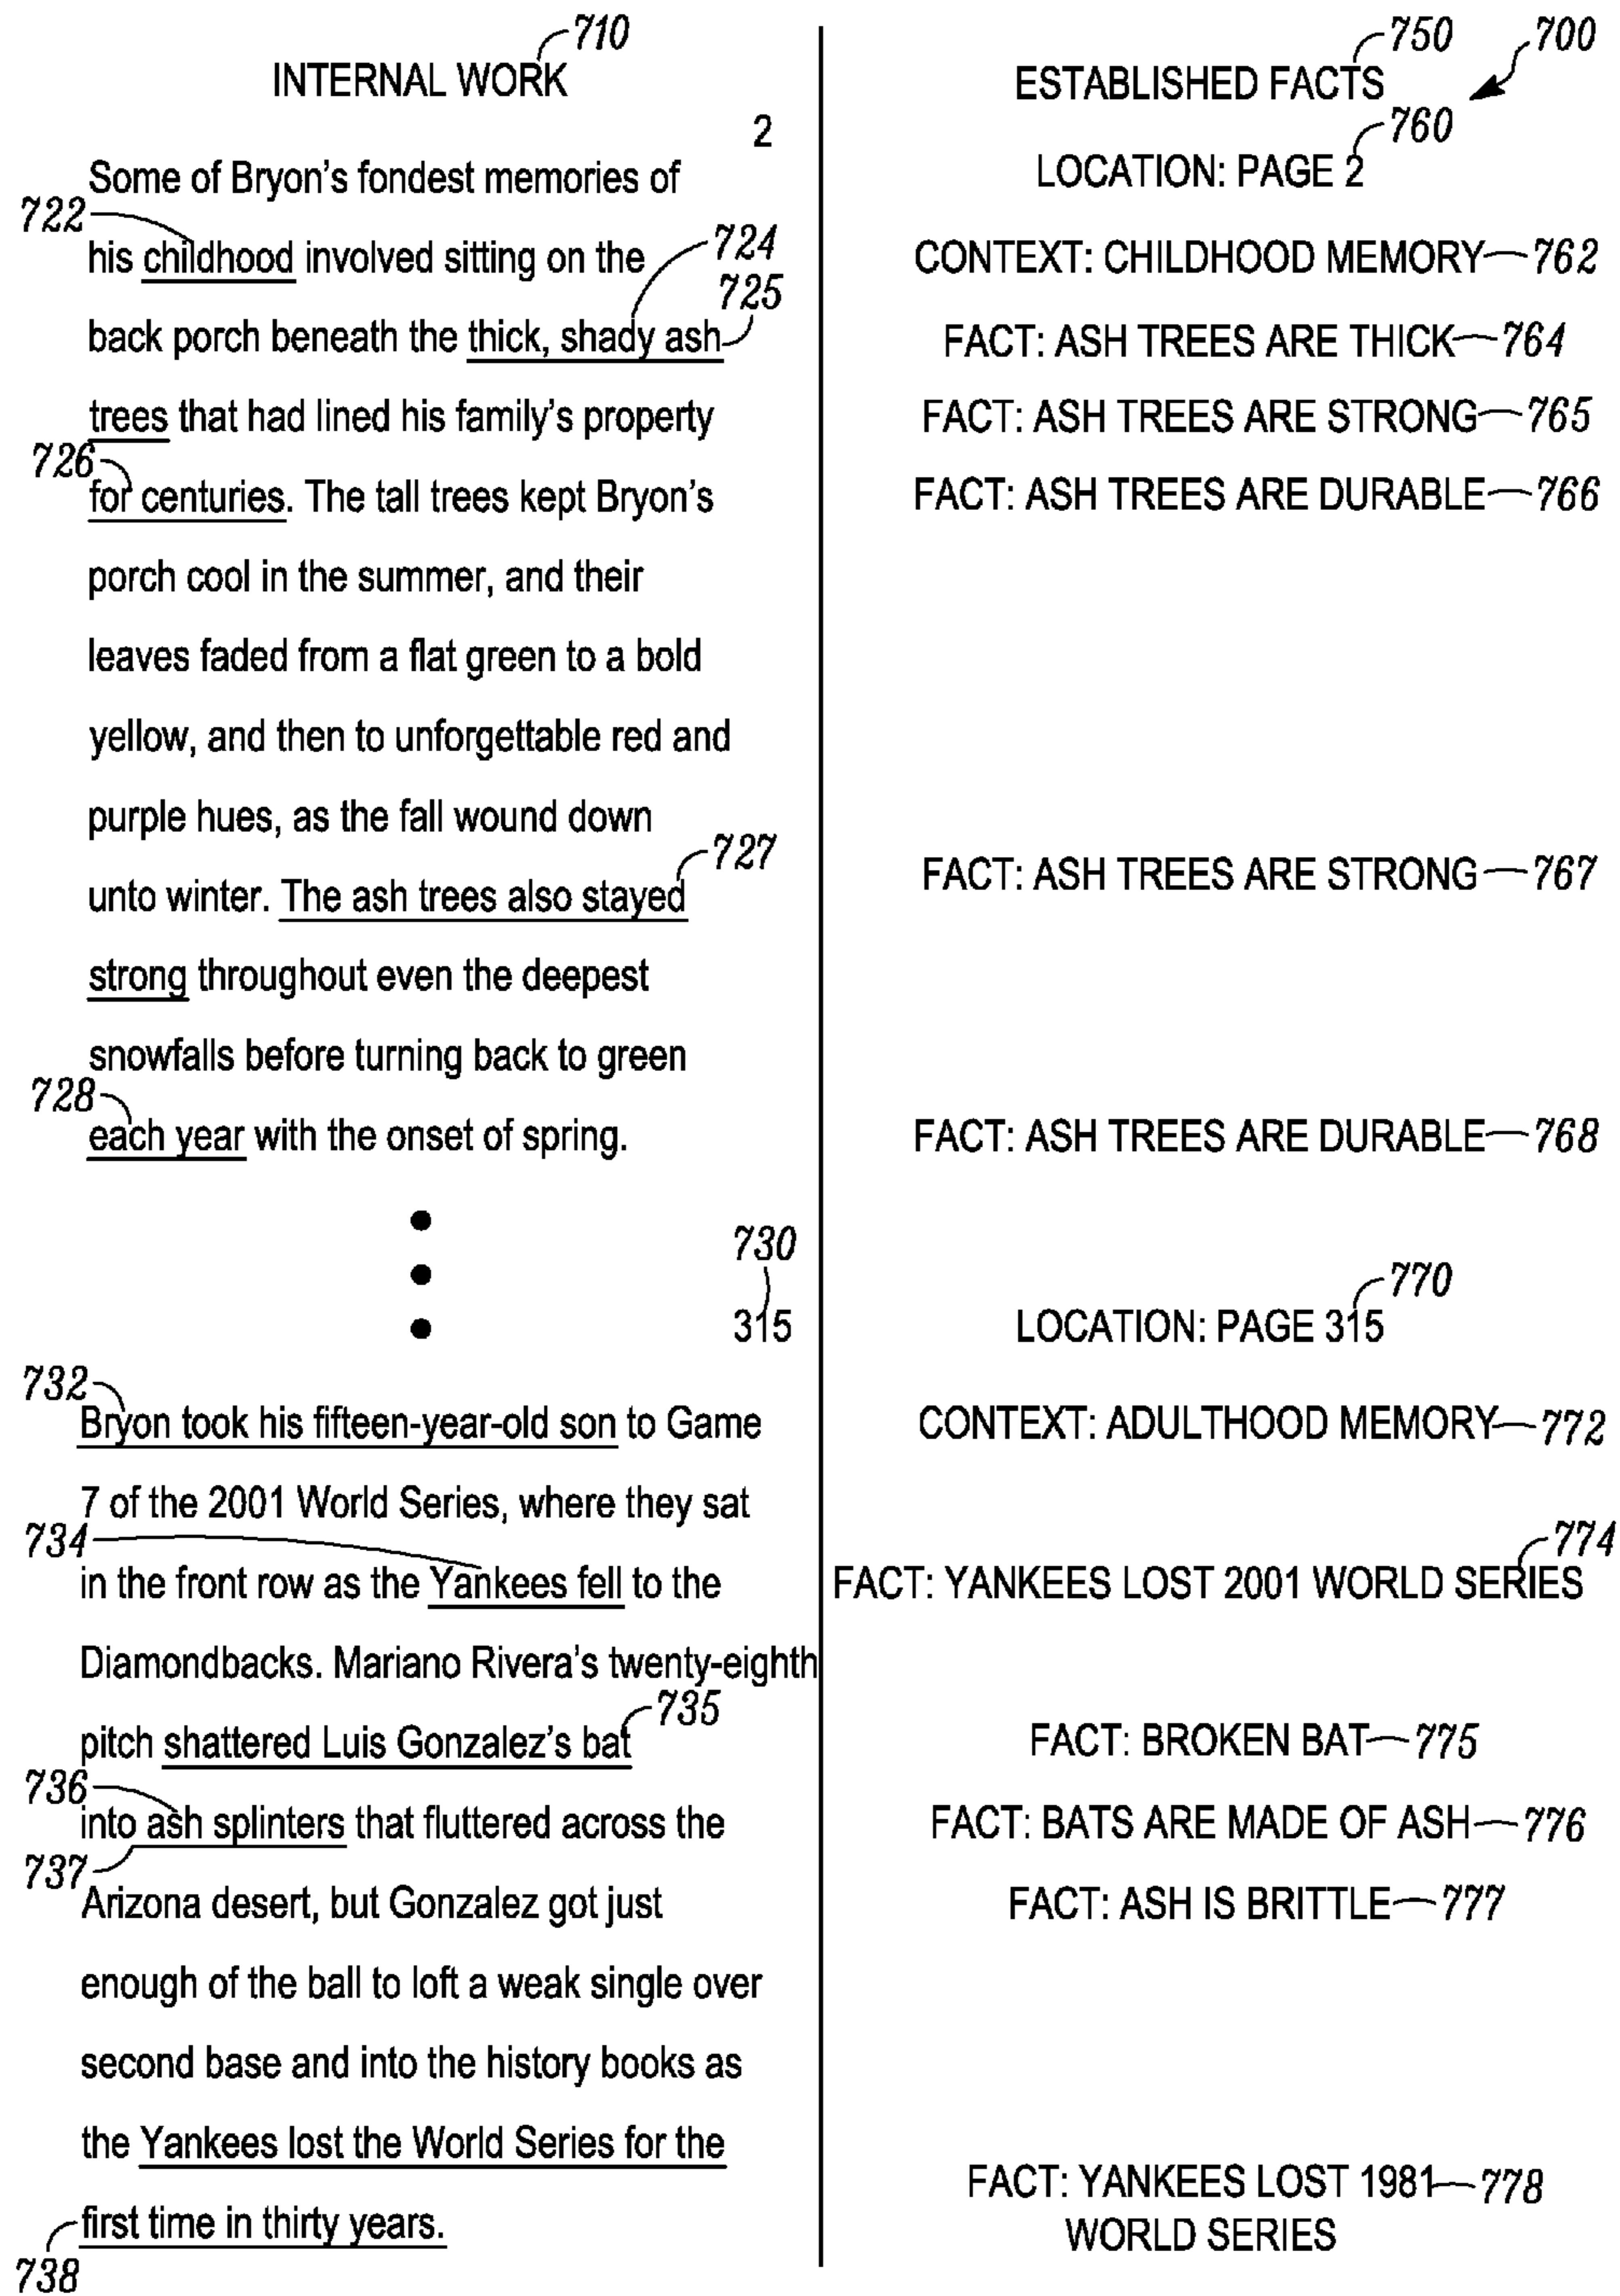 710
INTERNAL WORK
2
Some of Bryon's fondest memories of
722
his childhood involved sitting on the
724
725
back porch beneath the thick, shady ash
trees that had lined his family's property
726
for centuries. The tall trees kept Bryon's
porch cool in the summer, and their
leaves faded from a flat green to a bold
yellow, and then to unforgettable red and
purple hues, as the fall wound down
727
unto winter. The ash trees also stayed
strong throughout even the deepest
snowfalls before turning back to green
728
each year with the onset of spring.
730
315
732
Bryon took his fifteen-year-old son to Game
7 of the 2001 World Series, where they sat
734
in the front row as the Yankees fell to the
Diamondbacks. Mariano Rivera's twenty-eighth
735
pitch shattered Luis Gonzalez's bat
736
into ash splinters that fluttered across the
737
Arizona desert, but Gonzalez got just
enough of the ball to loft a weak single over
second base and into the history books as
the Yankees lost the World Series for the
first time in thirty years.
738
750
700
ESTABLISHED FACTS
760
LOCATION: PAGE 2
CONTEXT: CHILDHOOD MEMORY 762
FACT: ASH TREES ARE THICK 764
FACT: ASH TREES ARE STRONG 765
FACT: ASH TREES ARE DURABLE 766
FACT: ASH TREES ARE STRONG 767
FACT: ASH TREES ARE DURABLE 768
770
LOCATION: PAGE 315
CONTEXT: ADULTHOOD MEMORY 772
774
FACT: YANKEES LOST 2001 WORLD SERIES
FACT: BROKEN BAT 775
FACT: BATS ARE MADE OF ASH 776
FACT: ASH IS BRITTLE 777
FACT: YANKEES LOST 1981 778
WORLD SERIES